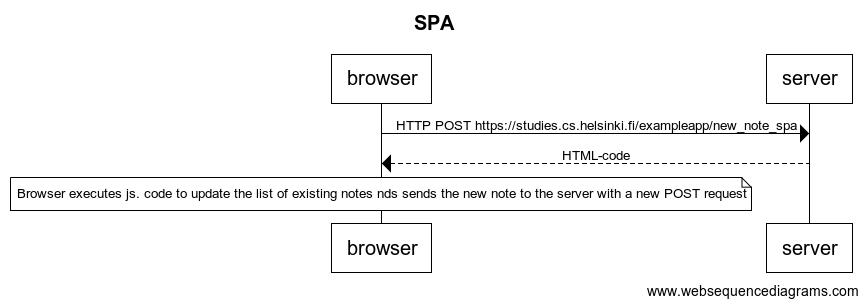 SPA
browser
server
HTTP POST https://studies.cs.helsinki.fi/exampleapp/new_note_spa
HTML-code
Browser executes js. code to update the list of existing notes nds sends the new note to the server with a new POST request
browser
server
www.websequencediagrams.com